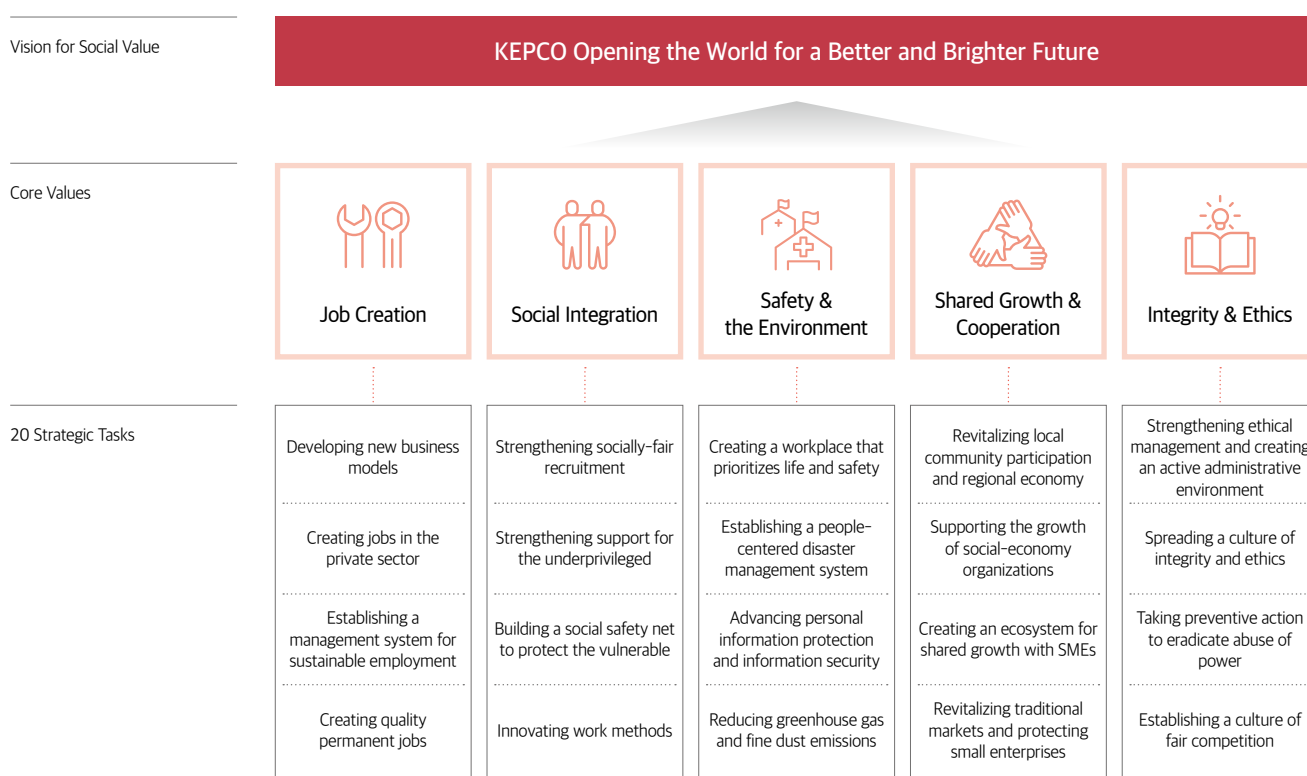 Vision for Social Value
KEPCO Opening the World for a Better and Brighter Future
Core Values
Job Creation
Social Integration
Safety &
the Environment
Shared Growth &
Cooperation
Integrity & Ethics
20 Strategic Tasks
Developing new business
models
Creating jobs in the
private sector
Establishing a
management system for
sustainable employment
Creating quality
permanent jobs
Strengthening socially-fair
recruitment
Strengthening support for
the underprivileged
Building a social safety net
to protect the vulnerable
Innovating work methods
Creating a workplace that
prioritizes life and safety
Establishing a people-
centered disaster
management system
Advancing personal
information protection
and information security
Reducing greenhouse gas
and fine dust emissions
Revitalizing local
community participation
and regional economy
Supporting the growth
of social-economy
organizations
Creating an ecosystem for
shared growth with SMEs
Revitalizing traditional
markets and protecting
small enterprises
Strengthening ethical
management and creating
an active administrative
environment
Spreading a culture of
integrity and ethics
Taking preventive action
to eradicate abuse of
power
Establishing a culture of
fair competition